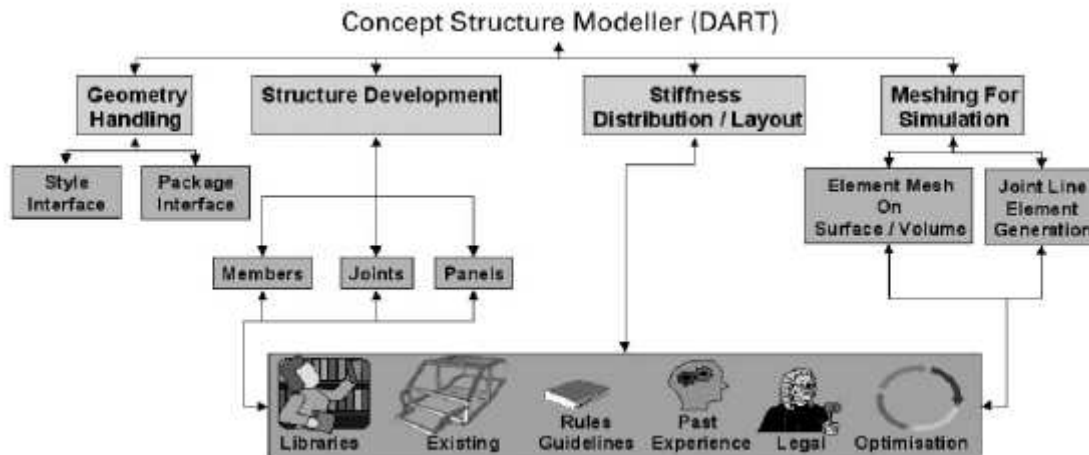 Concept Structure Modeller (DART)
Geometry
Handling
Structure Development
Stiffness
Distribution / Layout
Meshing For
Simulation
Style
Interface
Package
Interface
Element Mesh
On
Surface / Volume
Joint Line
Element
Generation
Members
Joints
Panels
Libraries
Existing
Rules
Guidelines
Past
Experience
Legal
Optimisation